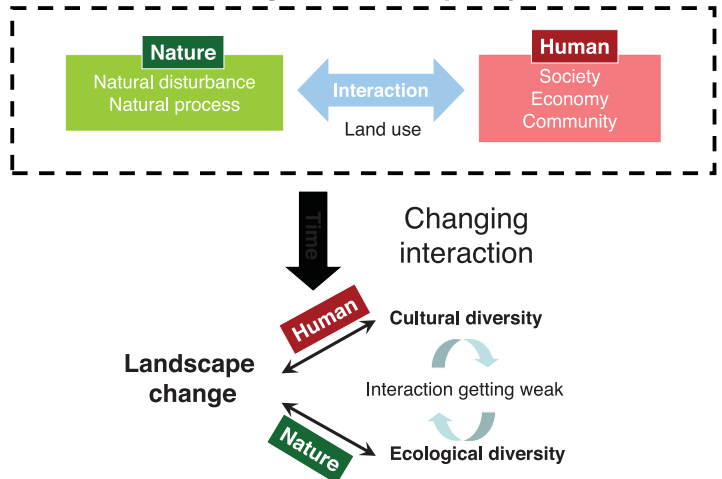 Nature
Natural disturbance
Natural process
Interaction
Land use
Human
Society
Economy
Community
Time
Changing
interaction
Human
Cultural diversity
Landscape
change
Interaction getting weak
Nature
Ecological diversity